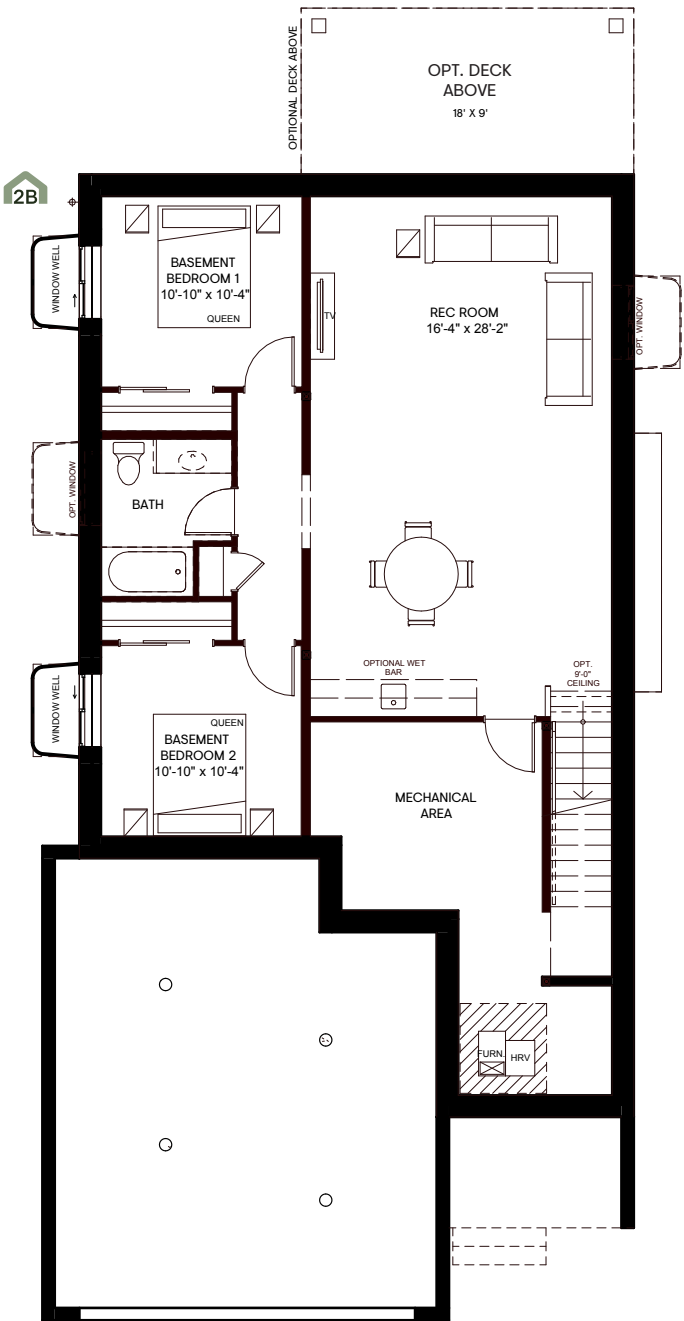 OPTIONAL DECK ABOVE
OPT. DECK
ABOVE
18' X 9'
2B
WINDOW WELL
BASEMENT
BEDROOM 1
10'-10" x 10'-4"
QUEEN
TV
REC ROOM
16'-4" x 28'-2"
OPT. WINDOW
OPT. WINDOW
BATH
OPTIONAL WET
BAR
OPT.
9'-0"
CEILING
WINDOW WELL
QUEEN
BASEMENT
BEDROOM 2
10'-10" x 10'-4"
MECHANICAL
AREA
FURN.
HRV